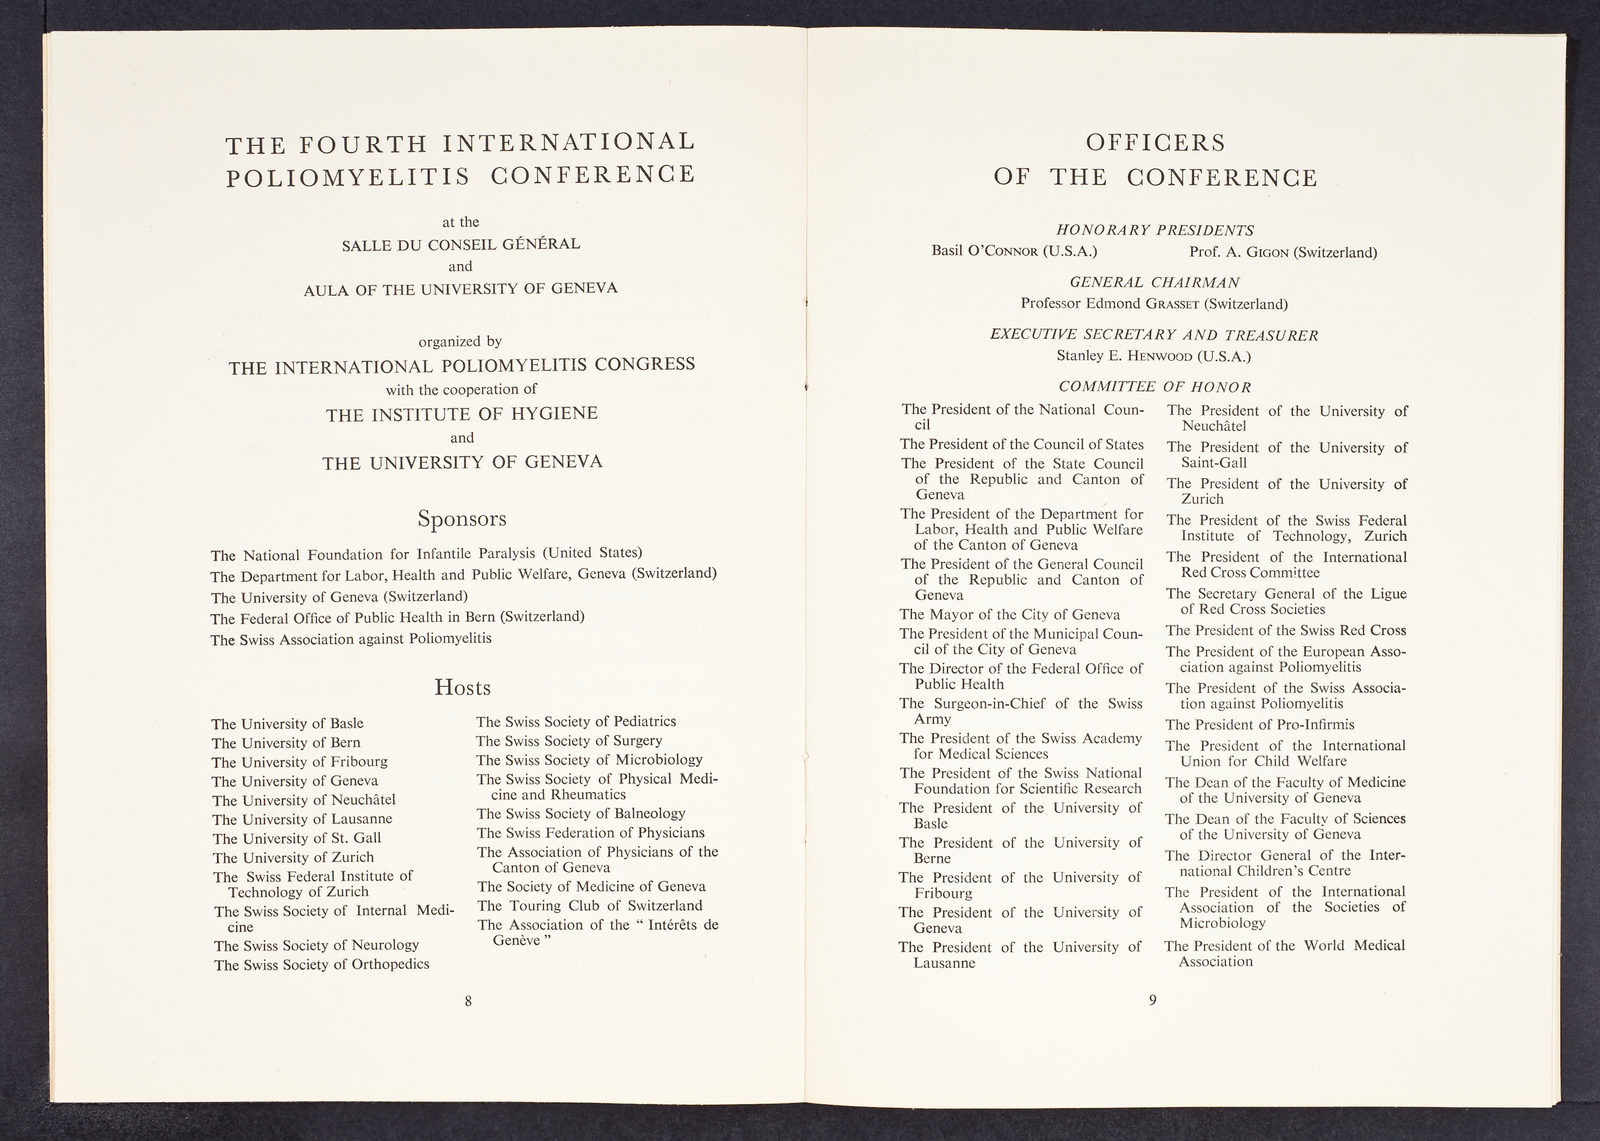 THE FOURTH INTERNATIONAL
POLIOMYELITIS CONFERENCE
at the
SALLE DU CONSEIL GÉNÉRAL
and
AULA OF THE UNIVERSITY OF GENEVA
organized by
THE INTERNATIONAL POLIOMYELITIS CONGRESS
with the cooperation of
THE INSTITUTE OF HYGIENE
and
THE UNIVERSITY OF GENEVA
Sponsors
The National Foundation for Infantile Paralysis (United States)
The Department for Labor, Health and Public Welfare, Geneva (Switzerland)
The University of Geneva (Switzerland)
The Federal Office of Public Health in Bern (Switzerland)
The Swiss Association against Poliomyelitis
Hosts
The University of Basle
The University of Bern
The University of Fribourg
The University of Geneva
The University of Neuchâtel
The University of Lausanne
The University of St. Gall
The University of Zurich
The Swiss Federal Institute of
Technology of Zurich
The Swiss Society of Internal Medi-
cine
The Swiss Society of Neurology
The Swiss Society of Orthopedics
The Swiss Society of Pediatrics
The Swiss Society of Surgery
The Swiss Society of Microbiology
The Swiss Society of Physical Medi-
cine and Rheumatics
The Swiss Society of Balneology
The Swiss Federation of Physicians
The Association of Physicians of the
Canton of Geneva
The Society of Medicine of Geneva
The Touring Club of Switzerland
The Association of the “ Intérêts de
Genève ”
8
OFFICERS
OF THE CONFERENCE
HONORARY PRESIDENTS
Basil O'CONNOR (U.S.A.) Prof. A. GIGON (Switzerland)
GENERAL CHAIRMAN
Professor Edmond GRASSET (Switzerland)
EXECUTIVE SECRETARY AND TREASURER
Stanley E. HENWOOD (U.S.A.)
COMMITTEE OF HONOR
The President of the National Coun-
cil
The President of the Council of States
The President of the State Council
of the Republic and Canton of
Geneva
The President of the Department for
Labor, Health and Public Welfare
of the Canton of Geneva
The President of the General Council
of the Republic and Canton of
Geneva
The Mayor of the City of Geneva
The President of the Municipal Coun-
cil of the City of Geneva
The Director of the Federal Office of
Public Health
The Surgeon-in-Chief of the Swiss
Army
The President of the Swiss Academy
for Medical Sciences
The President of the Swiss National
Foundation for Scientific Research
The President of the University of
Basle
The President of the University of
Berne
The President of the University of
Fribourg
The President of the University of
Geneva
The President of the University of
Lausanne
The President of the University of
Neuchâtel
The President of the University of
Saint-Gall
The President of the University of
Zurich
The President of the Swiss Federal
Institute of Technology, Zurich
The President of the International
Red Cross Committee
The Secretary General of the Ligue
of Red Cross Societies
The President of the Swiss Red Cross
The President of the European Asso-
ciation against Poliomyelitis
The President of the Swiss Associa-
tion against Poliomyelitis
The President of Pro-Infirmis
The President of the International
Union for Child Welfare
The Dean of the Faculty of Medicine
of the University of Geneva
The Dean of the Faculty of Sciences
of the University of Geneva
The Director General of the Inter-
national Children's Centre
The President of the International
Association of the Societies of
Microbiology
The President of the World Medical
Association
9